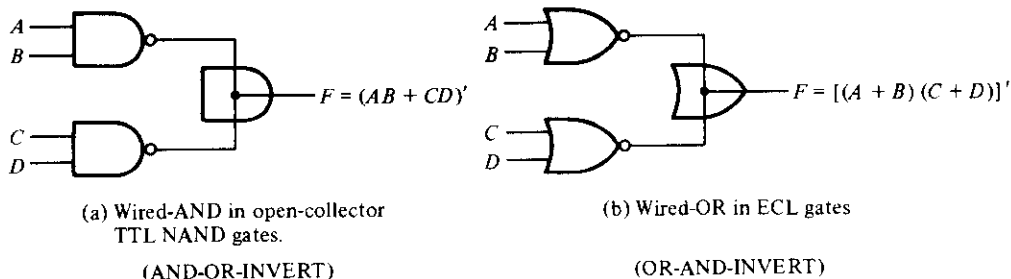 A
B
C
D
F = (AB + CD)′
(a) Wired-AND in open-collector
TTL NAND gates.
(AND-OR-INVERT)
A
B
C
D
F = [(A + B) (C + D)]′
(b) Wired-OR in ECL gates
(OR-AND-INVERT)